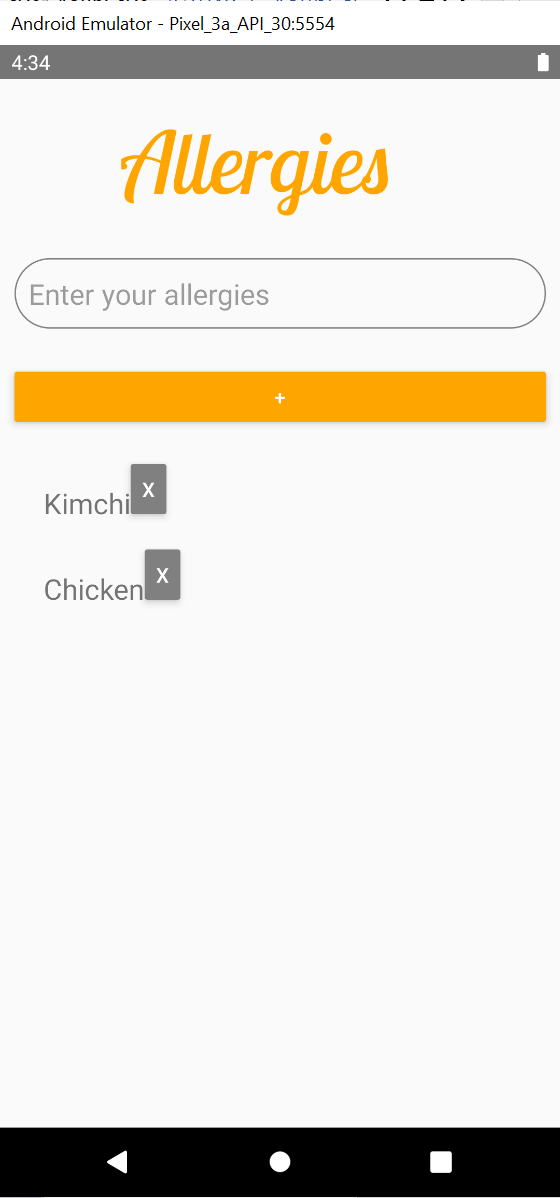 Android Emulator - Pixel_3a_API_30:5554
4:34
Allergies
Enter your allergies
+
Kimchi X
Chicken X